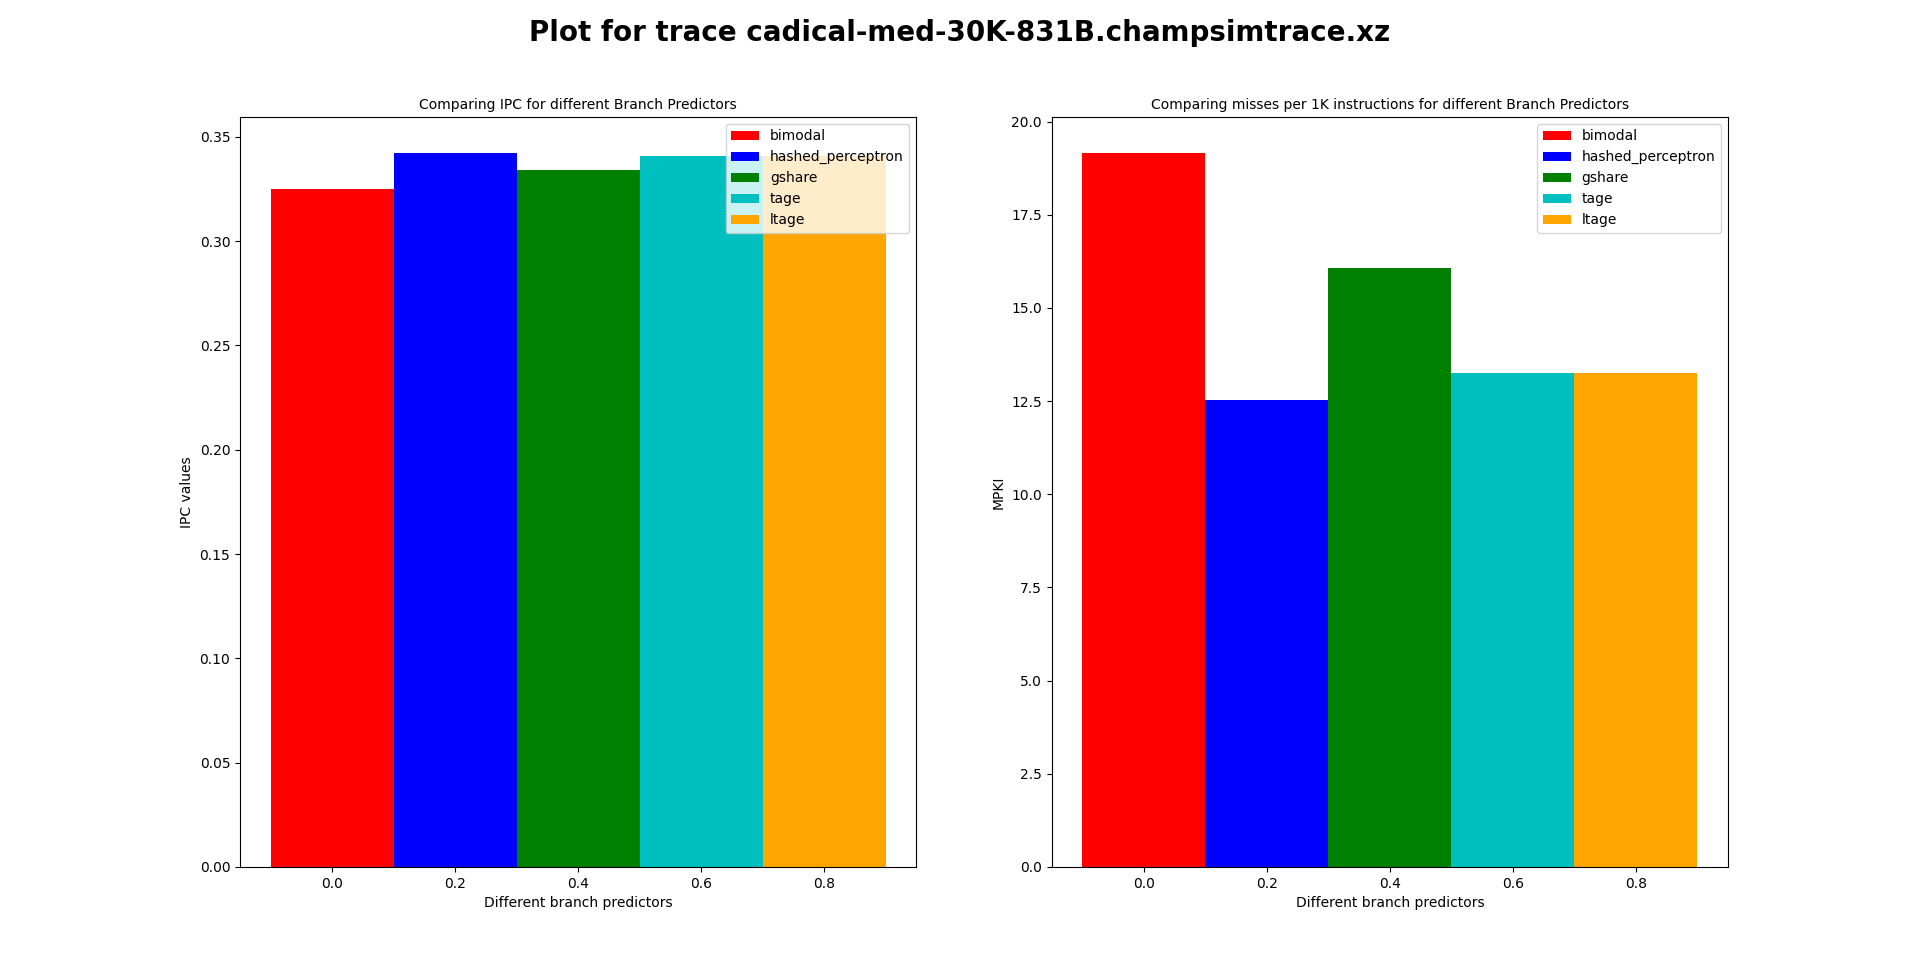 Plot for trace cadical-med-30K-831B.champsimtrace.xz
Comparing IPC for different Branch Predictors
0.35
0.30
0.25
0.20
0.15
0.10
0.05
0.00
IPC values
bimodal
hashed_perceptron
gshare
tage
ltage
0.0 0.2 0.4 0.6 0.8
Different branch predictors
Comparing misses per 1K instructions for different Branch Predictors
20.0
17.5
15.0
12.5
10.0
7.5
5.0
2.5
0.0
MPKI
bimodal
hashed_perceptron
gshare
tage
ltage
0.0 0.2 0.4 0.6 0.8
Different branch predictors